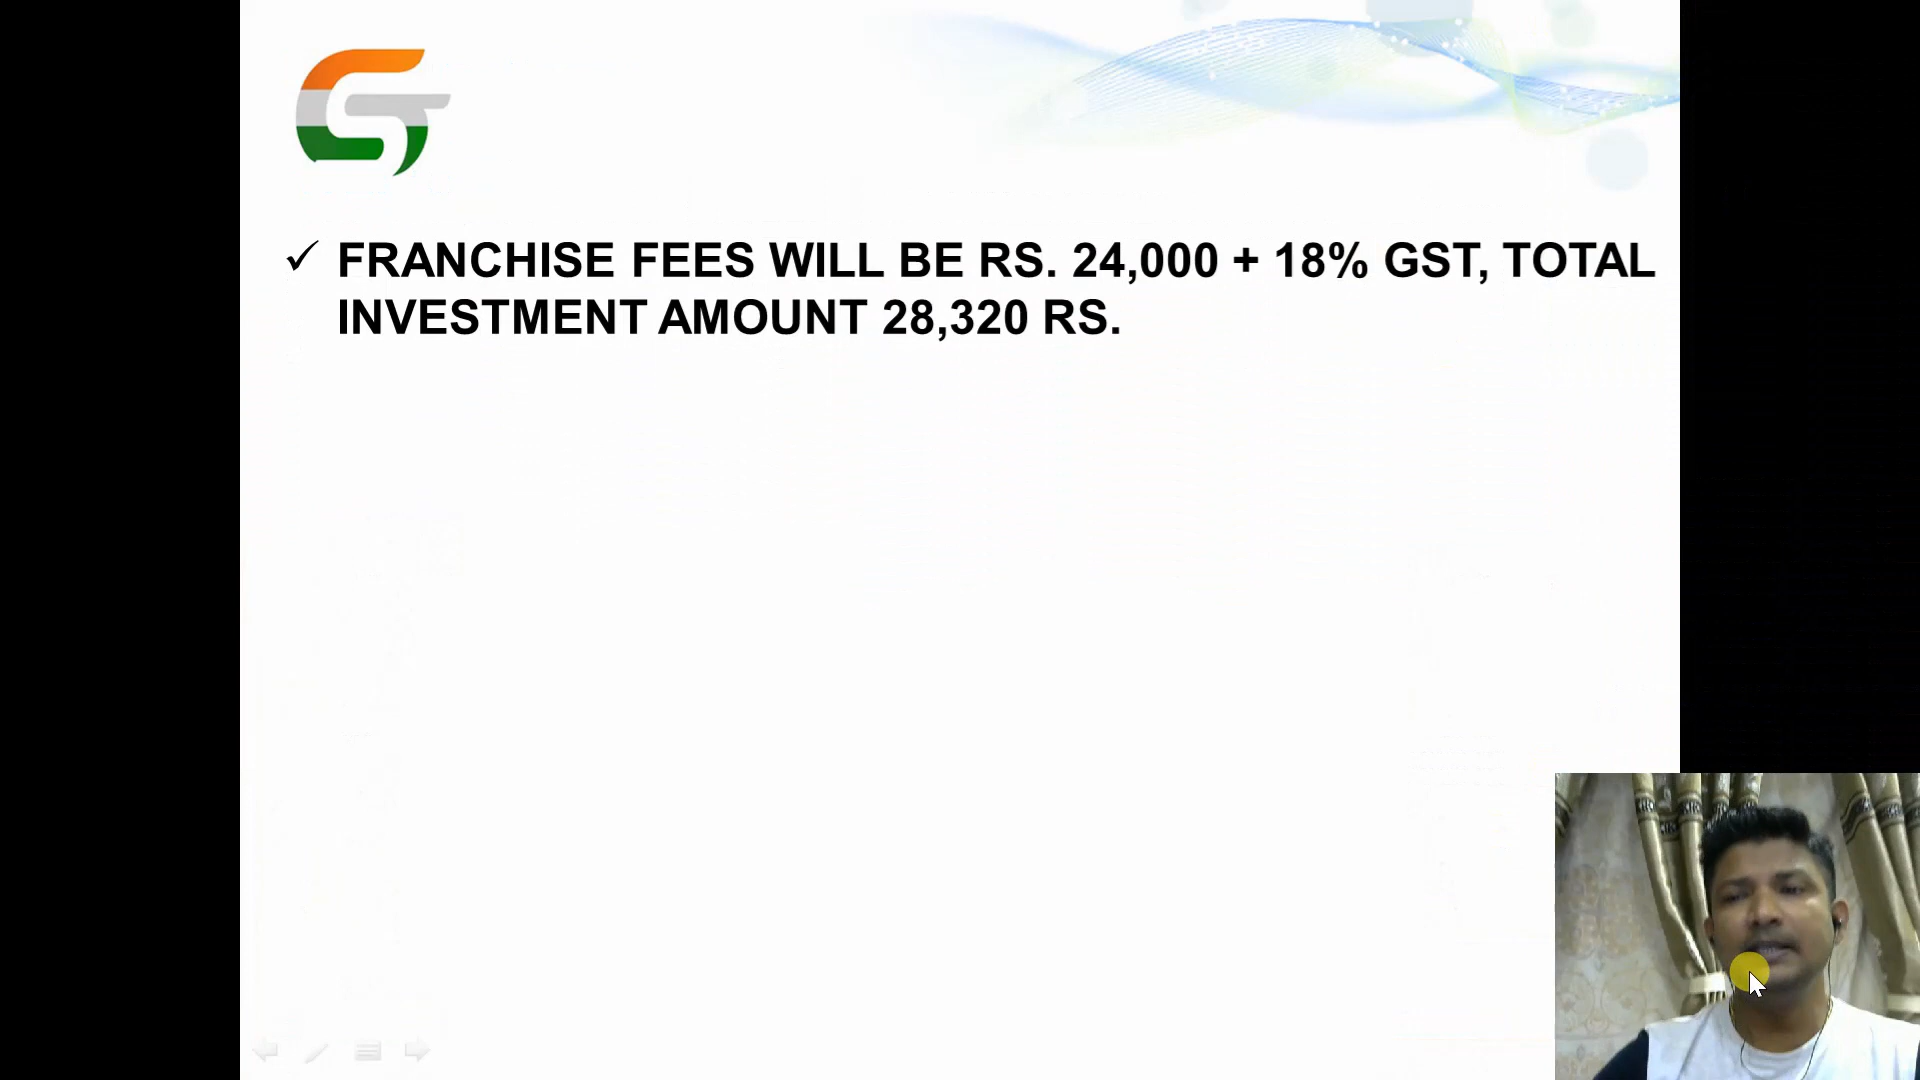 FRANCHISE FEES WILL BE RS. 24,000 + 18% GST, TOTAL
INVESTMENT AMOUNT 28,320 RS.